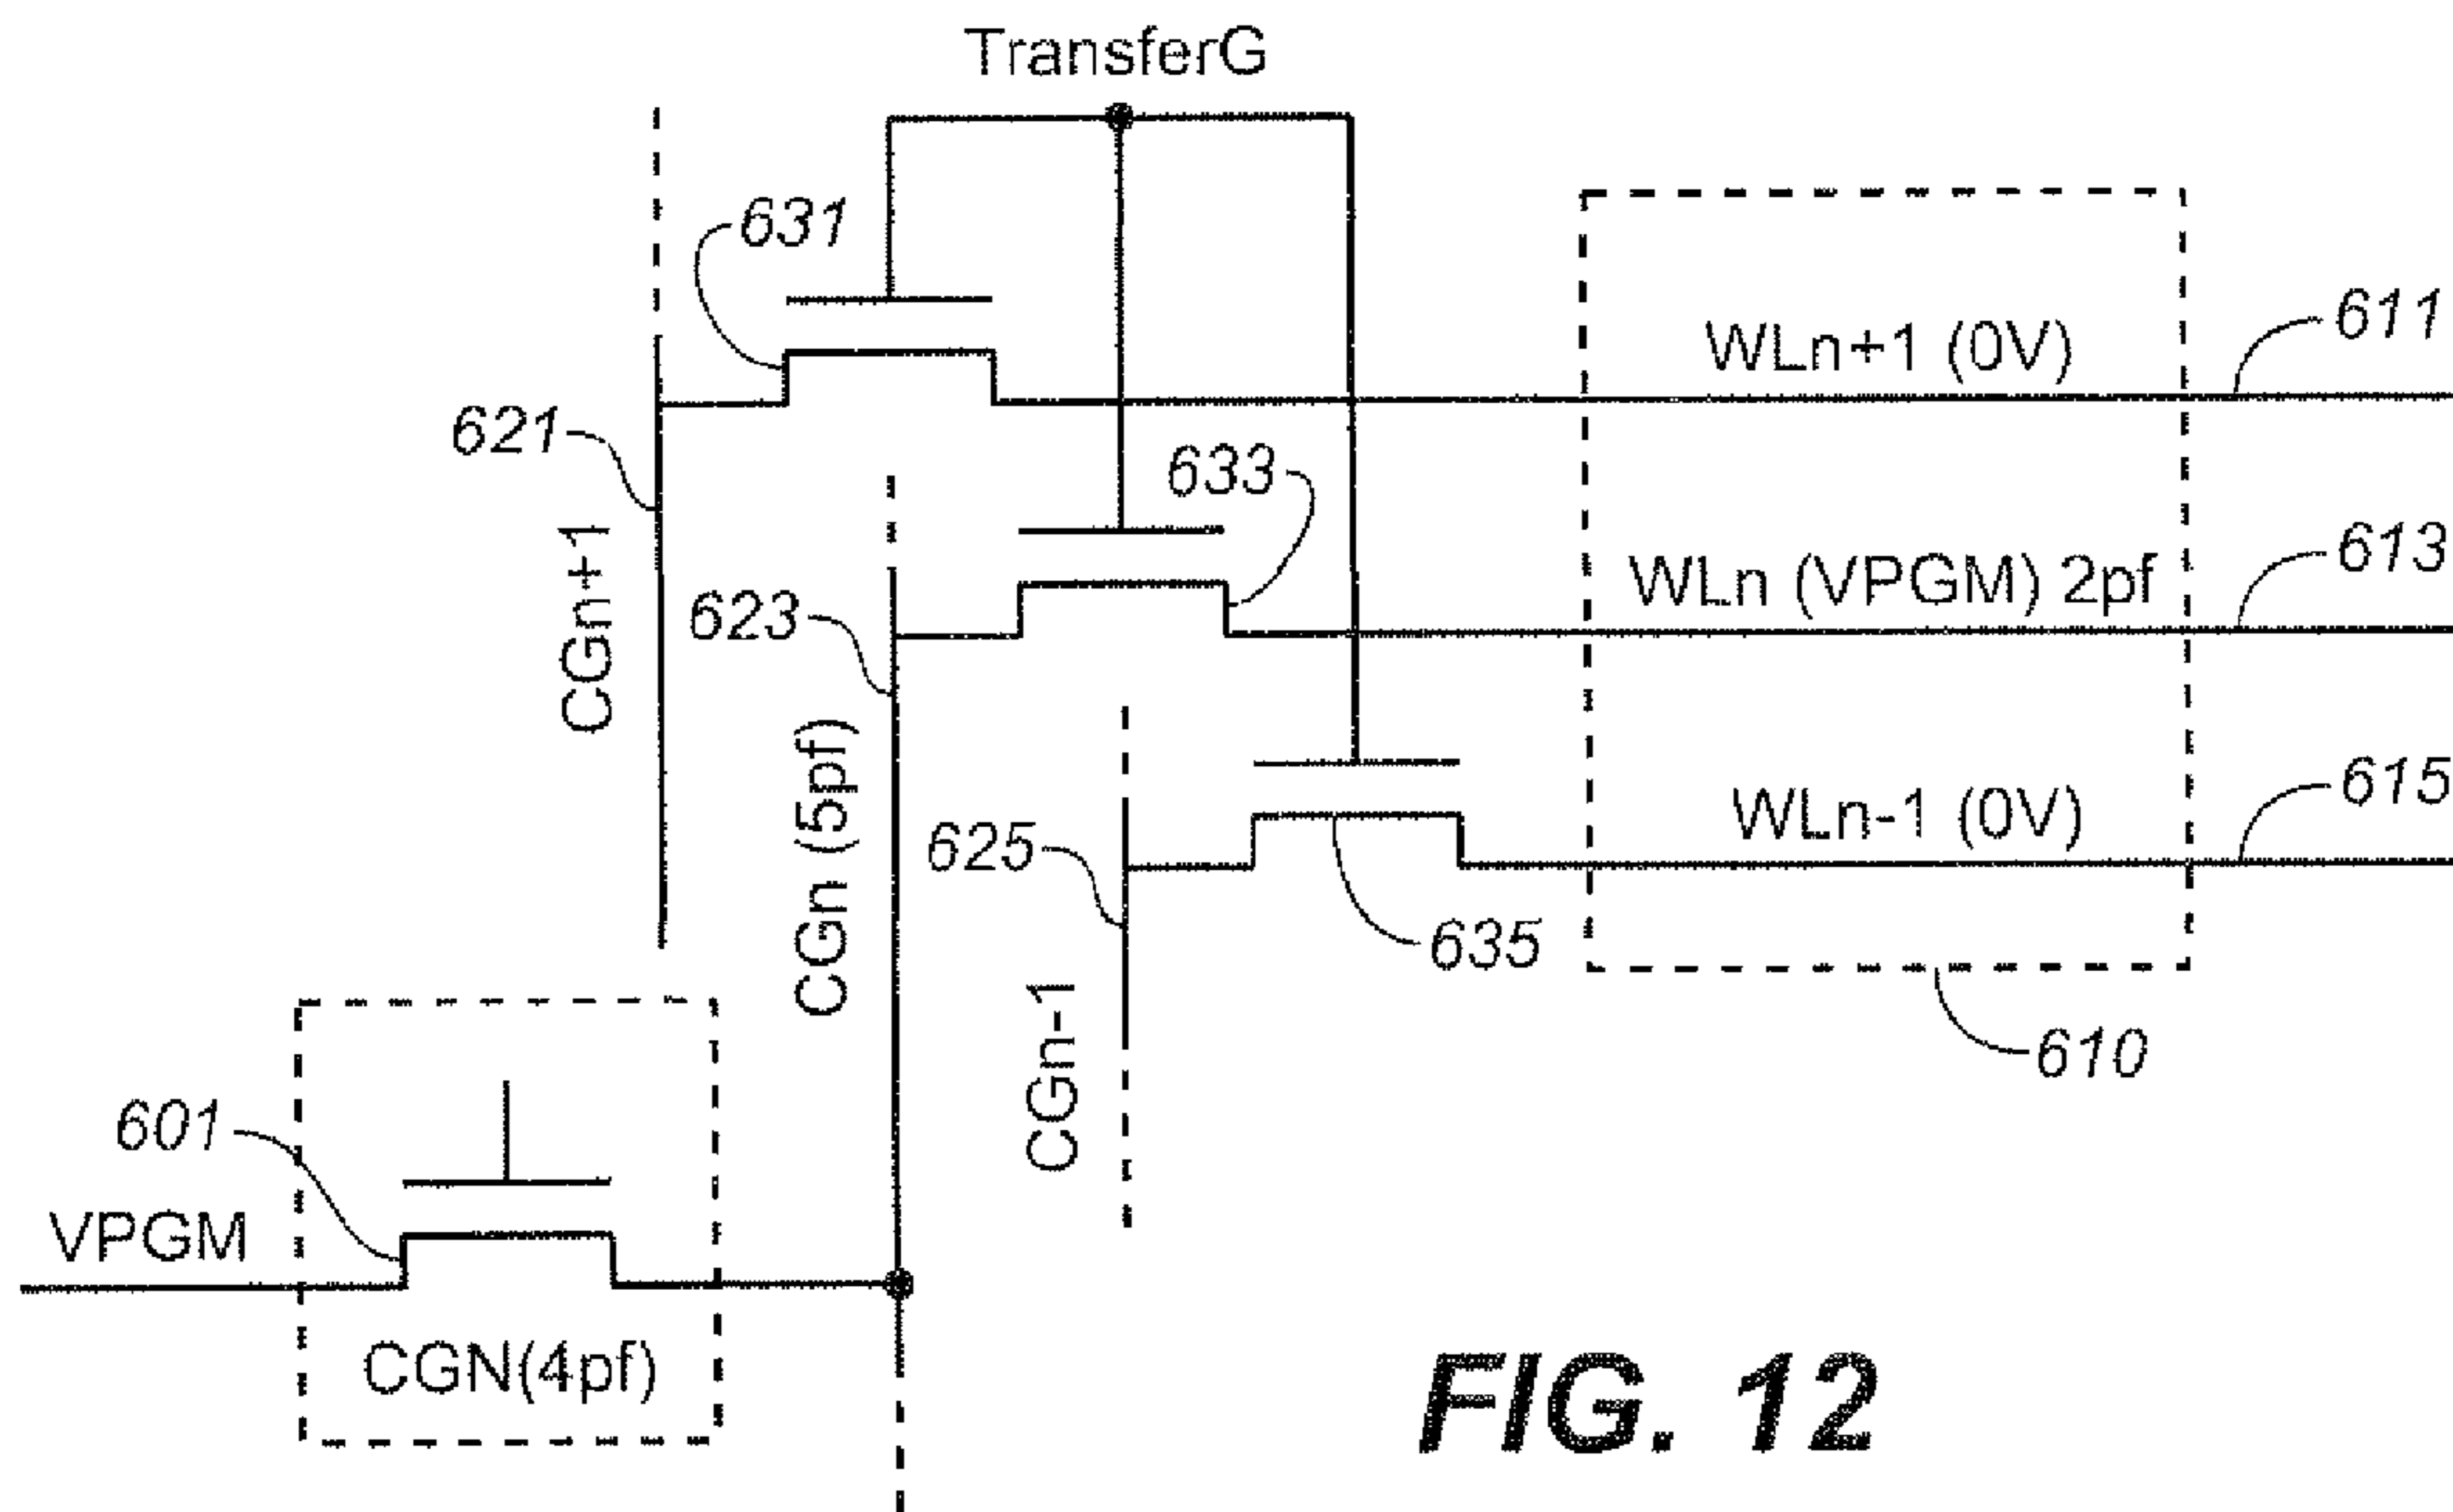 TransferG
631
WLn+1 (0V)
611
621
CGn+1
633
WLn (VPGM) 2pf
613
623
CGn (5pf)
WLn-1 (0V)
615
625
635
CGn-1
610
601
VPGM
CGN(4pf)
FIG. 12